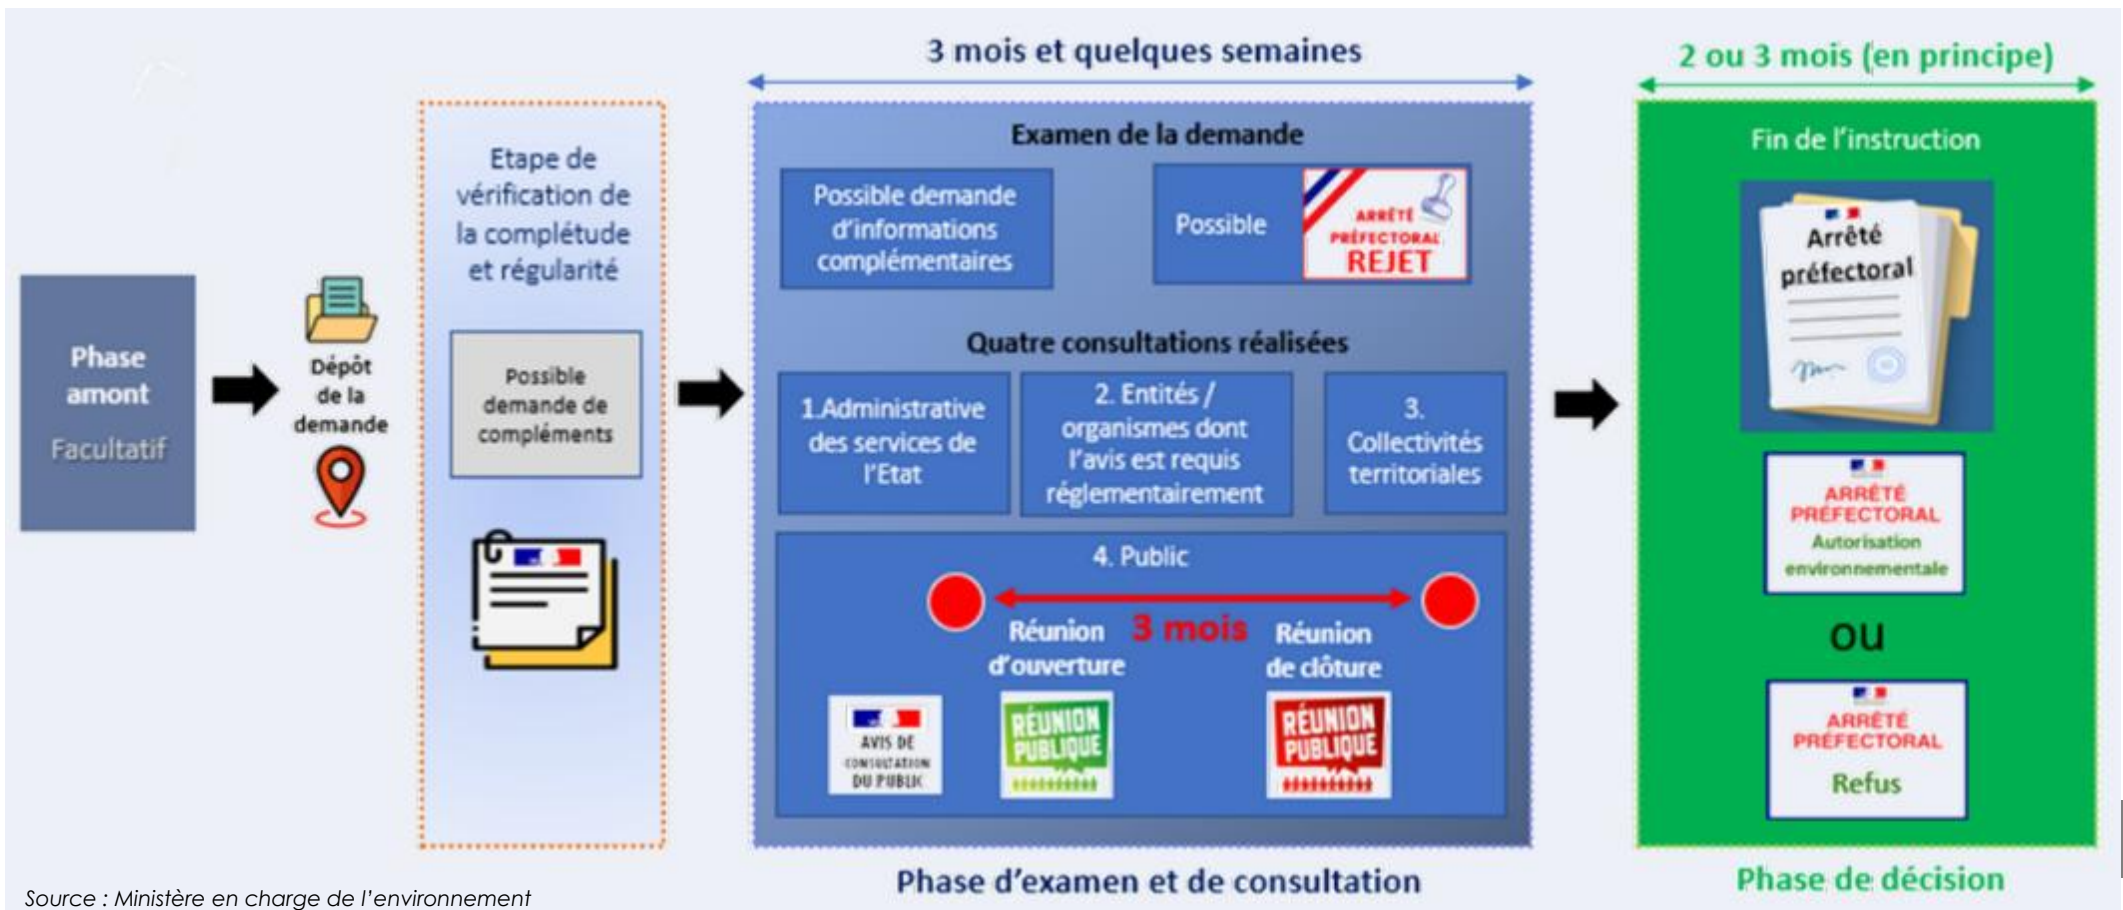 3 mois et quelques semaines
2 ou 3 mois (en principe)
Phase
amont
Facultatif
Dépôt
de la
demande
Etape de
vérification de
la complétude
et régularité
Possible
demande de
compléments
Examen de la demande
Possible demande
d'informations
complémentaires
Possible
ARRÊTÉ
PRÉFECTORAL
REJET
Quatre consultations réalisées
1.Administrative
des services de
l'Etat
2. Entités /
organismes dont
l'avis est requis
réglementairement
3.
Collectivités
territoriales
4. Public
3 mois
Réunion
d'ouverture
Réunion
de clôture
AVIS DE
CONSULTATION
DU PUBLIC
RÉUNION
PUBLIQUE
RÉUNION
PUBLIQUE
Phase d'examen et de consultation
Fin de l'instruction
Arrêté
préfectoral
ARRÊTÉ
PRÉFECTORAL
Autorisation
environnementale
ou
ARRÊTÉ
PRÉFECTORAL
Refus
Phase de décision
Source : Ministère en charge de l'environnement